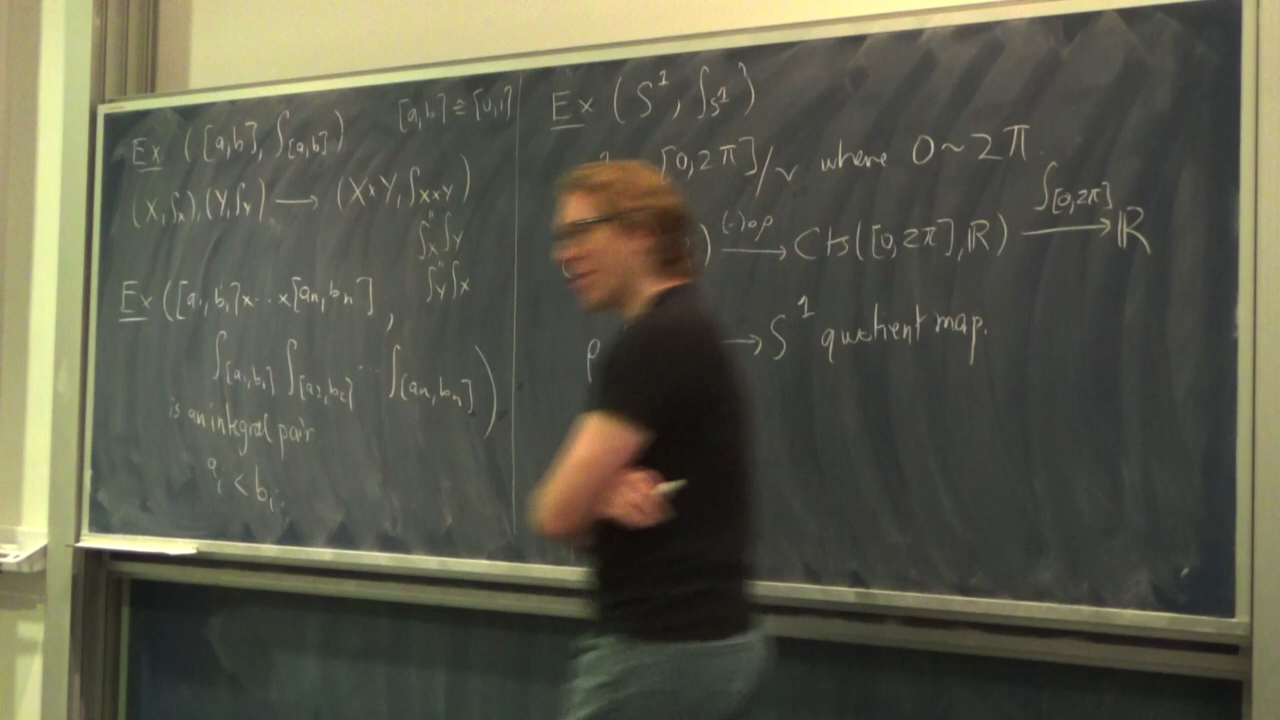 Ex ([a,b], ∫[a,b])
[a,b] ≅ [0,1]
(X,∫X),(Y,∫Y) ⟶ (X×Y,∫X×Y)
"
∫X∫Y
"
∫Y∫X
Ex ([a₁,b₁]×...×[aₙ,bₙ],
∫[a₁,b₁] ∫[a₂,b₂] ... ∫[aₙ,bₙ])
is an integral pair
aᵢ < bᵢ.
Ex (S¹, ∫S¹)
[0,2π]/~ where 0~2π
) (-)∘ρ ⟶ Cts([0,2π],ℝ) ∫[0,2π] ⟶ ℝ
ρ ⟶ S¹ quotient map.